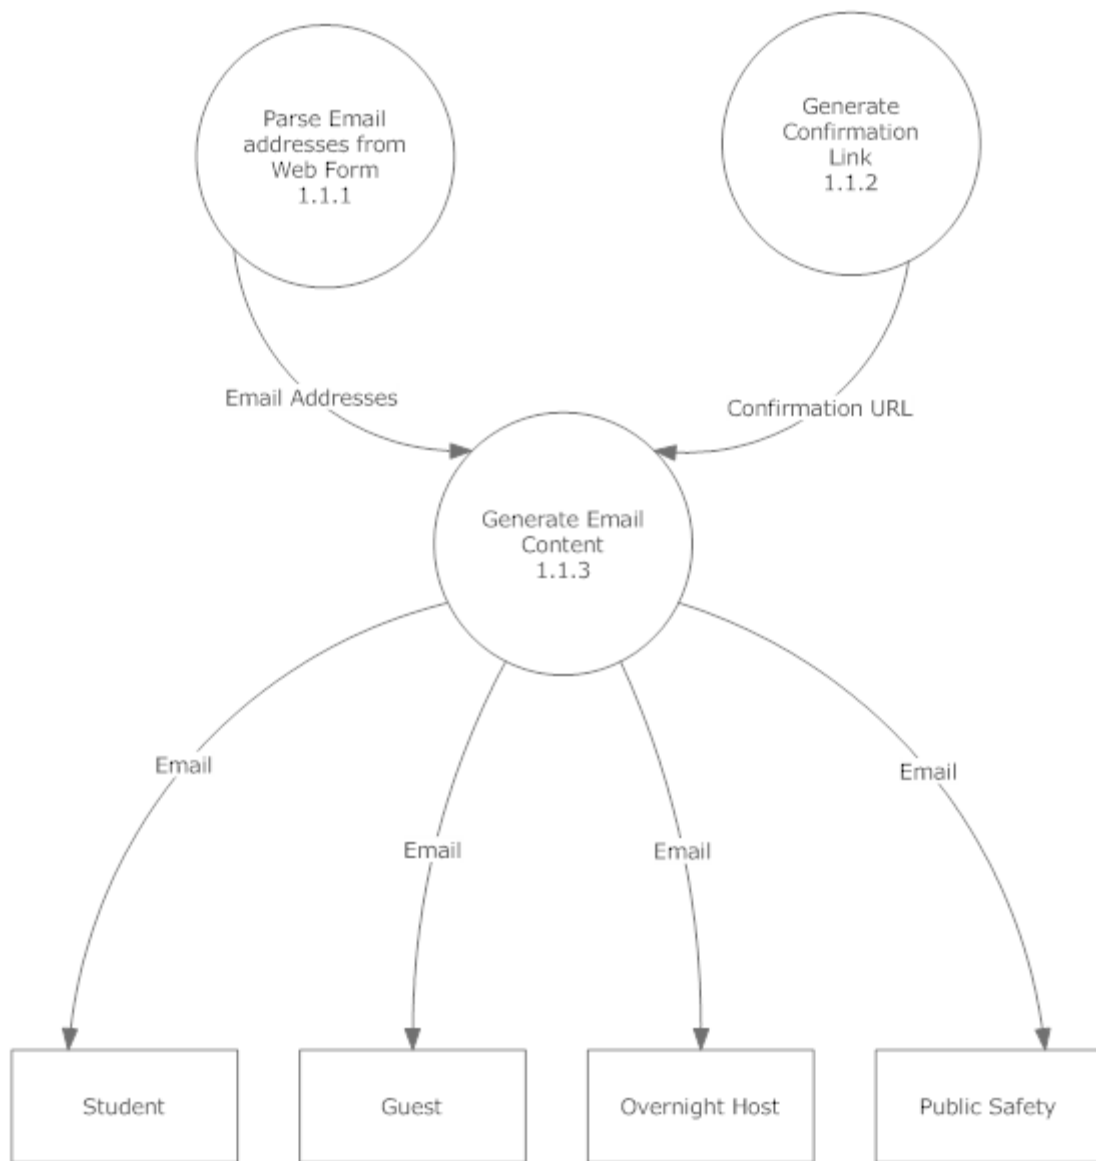 Parse Email
addresses from
Web Form
1.1.1
Generate
Confirmation
Link
1.1.2
Email Addresses
Confirmation URL
Generate Email
Content
1.1.3
Email
Email
Email
Email
Student
Guest
Overnight Host
Public Safety